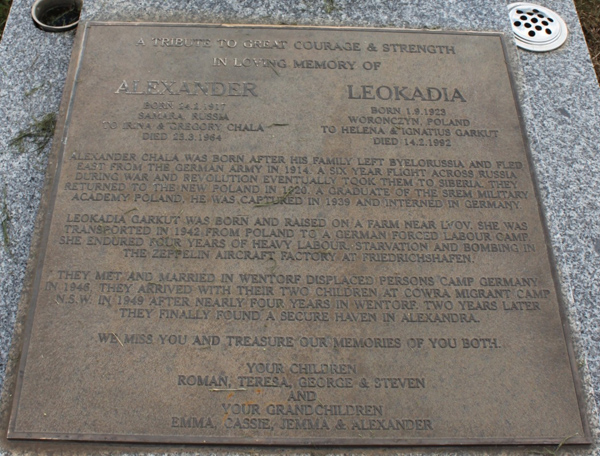 A TRIBUTE TO GREAT COURAGE & STRENGTH
IN LOVING MEMORY OF
ALEXANDER
BORN 24.2.1917
SAMARA, RUSSIA
TO IRINA & GREGORY CHALA
DIED 23.3.1984
LEOKADIA
BORN 1.9.1923
WORONCZYN, POLAND
TO HELENA & IGNATIUS GARKUT
DIED 14.2.1992
ALEXANDER CHALA WAS BORN AFTER HIS FAMILY LEFT BYELORUSSIA AND FLED
EAST FROM THE GERMAN ARMY IN 1914. A SIX YEAR FLIGHT ACROSS RUSSIA
DURING WAR AND REVOLUTION EVENTUALLY TOOK THEM TO SIBERIA. THEY
RETURNED TO THE NEW POLAND IN 1920. A GRADUATE OF THE SREM MILITARY
ACADEMY POLAND, HE WAS CAPTURED IN 1939 AND INTERNED IN GERMANY.
LEOKADIA GARKUT WAS BORN AND RAISED ON A FARM NEAR LVOV. SHE WAS
TRANSPORTED IN 1942 FROM POLAND TO A GERMAN FORCED LABOUR CAMP.
SHE ENDURED FOUR YEARS OF HEAVY LABOUR, STARVATION AND BOMBING IN
THE ZEPPELIN AIRCRAFT FACTORY AT FRIEDRICHSHAFEN.
THEY MET AND MARRIED IN WENTORF DISPLACED PERSONS CAMP GERMANY
IN 1946. THEY ARRIVED WITH THEIR TWO CHILDREN AT COWRA MIGRANT CAMP
N.S.W. IN 1949 AFTER NEARLY FOUR YEARS IN WENTORF. TWO YEARS LATER
THEY FINALLY FOUND A SECURE HAVEN IN ALEXANDRA.
WE MISS YOU AND TREASURE OUR MEMORIES OF YOU BOTH.
YOUR CHILDREN
ROMAN, TERESA, GEORGE & STEVEN
AND
YOUR GRANDCHILDREN
EMMA, CASSIE, JEMMA & ALEXANDER